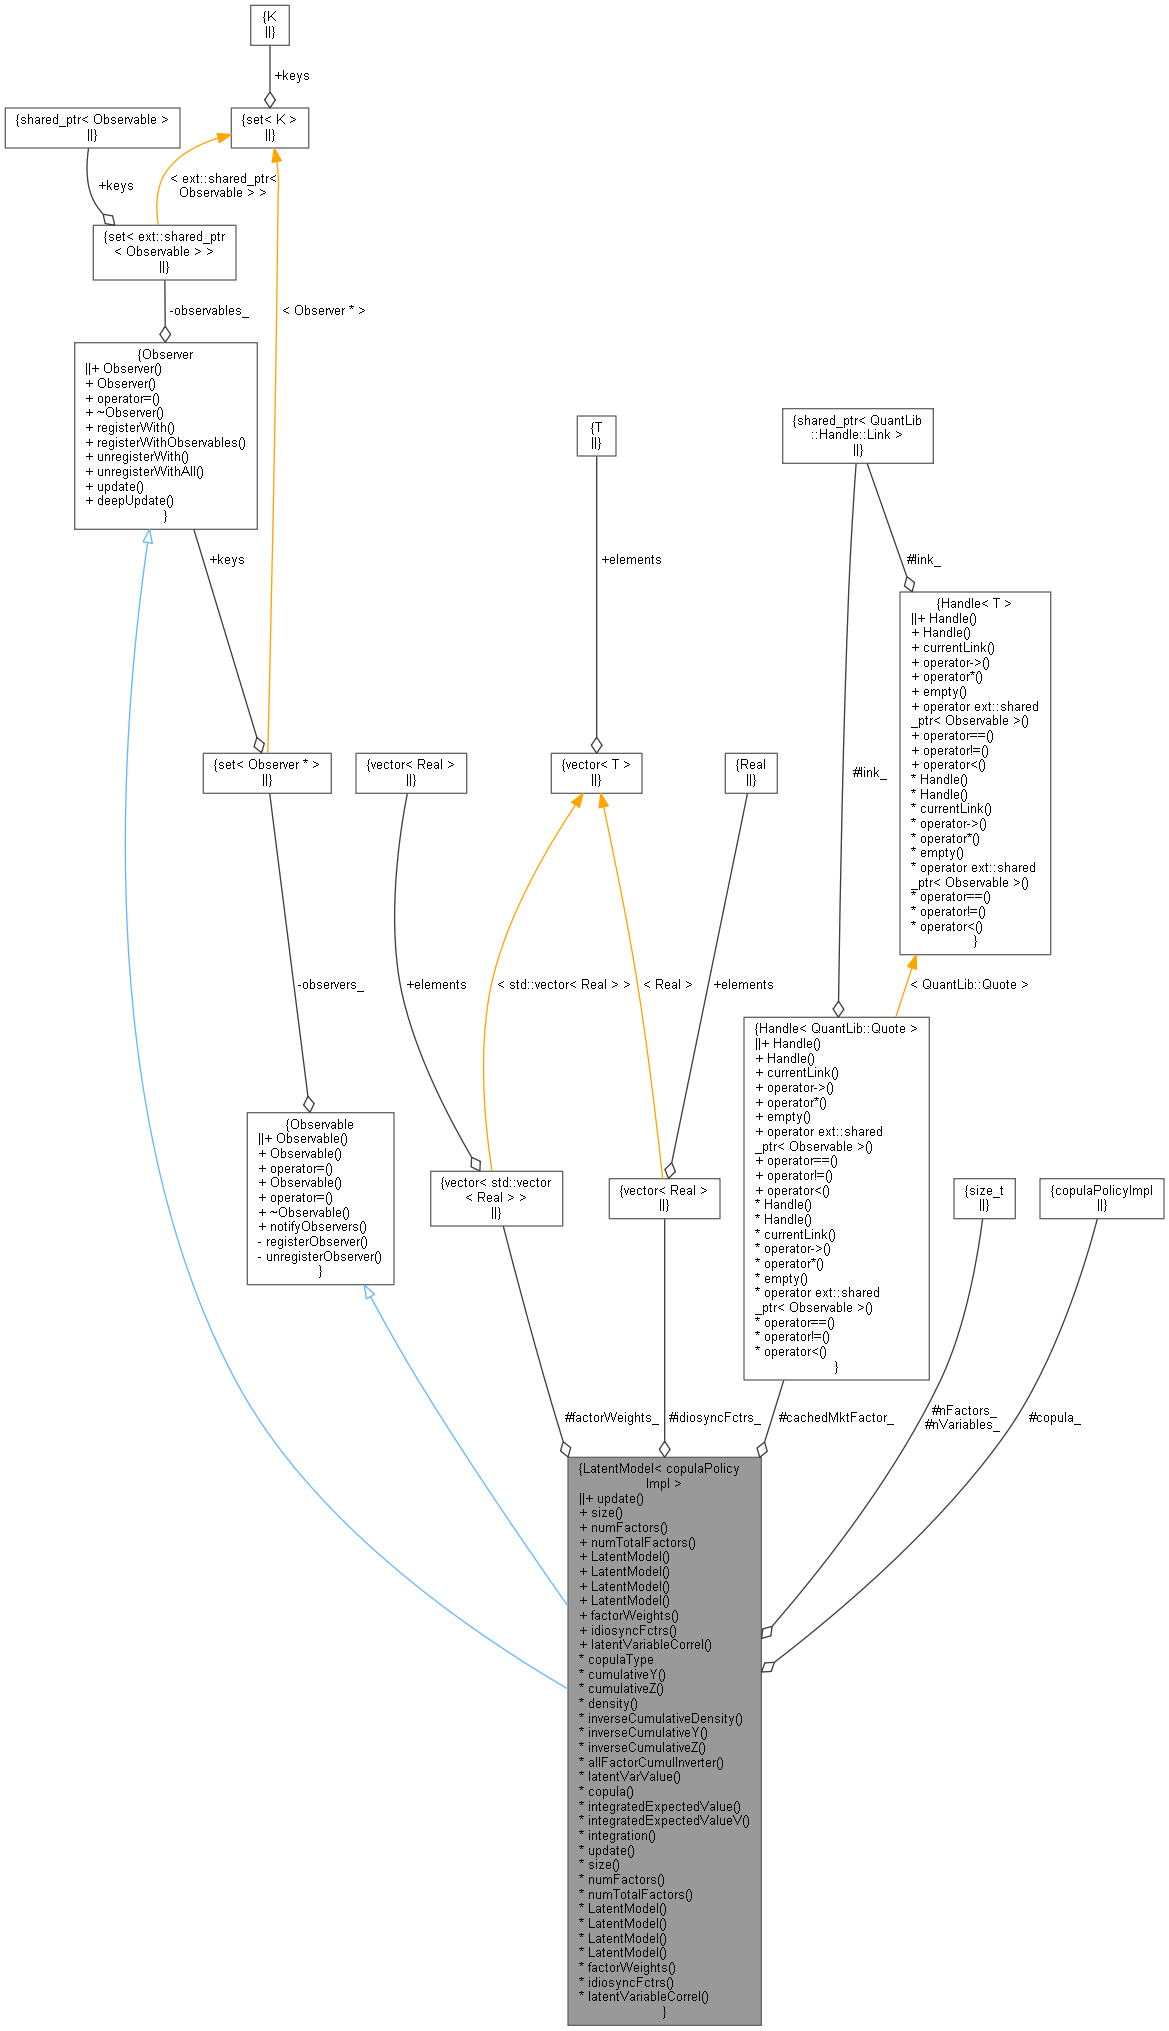 {K
||}
+keys
{shared_ptr< Observable >
||}
{set< K >
||}
+keys
< ext::shared_ptr<
Observable > >
{set< ext::shared_ptr
< Observable > >
||}
-observables_
< Observer * >
{Observer
||+ Observer()
+ Observer()
+ operator=()
+ ~Observer()
+ registerWith()
+ registerWithObservables()
+ unregisterWith()
+ unregisterWithAll()
+ update()
+ deepUpdate()
}
{T
||}
{shared_ptr< QuantLib
::Handle::Link >
||}
+keys
+elements
#link_
{Handle< T >
||+ Handle()
+ Handle()
+ currentLink()
+ operator->()
+ operator*()
+ empty()
+ operator ext::shared
_ptr< Observable >()
+ operator==()
+ operator!=()
+ operator<()
* Handle()
* Handle()
* currentLink()
* operator->()
* operator*()
* empty()
* operator ext::shared
_ptr< Observable >()
* operator==()
* operator!=()
* operator<()
}
{set< Observer * >
||}
{vector< Real >
||}
{vector< T >
||}
{Real
||}
#link_
-observers_
+elements
< std::vector< Real > >
< Real >
+elements
< QuantLib::Quote >
{Handle< QuantLib::Quote >
||+ Handle()
+ Handle()
+ currentLink()
+ operator->()
+ operator*()
+ empty()
+ operator ext::shared
_ptr< Observable >()
+ operator==()
+ operator!=()
+ operator<()
* Handle()
* Handle()
* currentLink()
* operator->()
* operator*()
* empty()
* operator ext::shared
_ptr< Observable >()
* operator==()
* operator!=()
* operator<()
}
{Observable
||+ Observable()
+ Observable()
+ operator=()
+ Observable()
+ operator=()
+ ~Observable()
+ notifyObservers()
- registerObserver()
- unregisterObserver()
}
{vector< std::vector
< Real > >
||}
{vector< Real >
||}
{size_t
||}
{copulaPolicyImpl
||}
#factorWeights_
#idiosyncFctrs_
#cachedMktFactor_
#nFactors_
#nVariables_
#copula_
{LatentModel< copulaPolicy
Impl >
||+ update()
+ size()
+ numFactors()
+ numTotalFactors()
+ LatentModel()
+ LatentModel()
+ LatentModel()
+ LatentModel()
+ factorWeights()
+ idiosyncFctrs()
+ latentVariableCorrel()
* copulaType
* cumulativeY()
* cumulativeZ()
* density()
* inverseCumulativeDensity()
* inverseCumulativeY()
* inverseCumulativeZ()
* allFactorCumulInverter()
* latentVarValue()
* copula()
* integratedExpectedValue()
* integratedExpectedValueV()
* integration()
* update()
* size()
* numFactors()
* numTotalFactors()
* LatentModel()
* LatentModel()
* LatentModel()
* LatentModel()
* factorWeights()
* idiosyncFctrs()
* latentVariableCorrel()
}